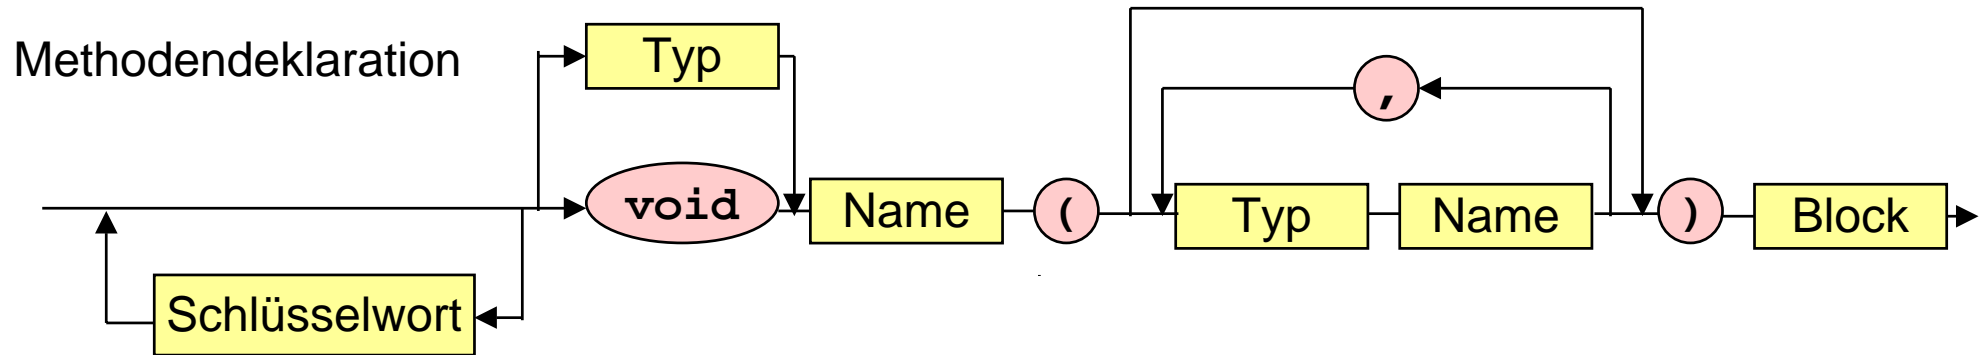 Methodendeklaration
Typ
,
void Name ( Typ Name ) Block
Schlüsselwort